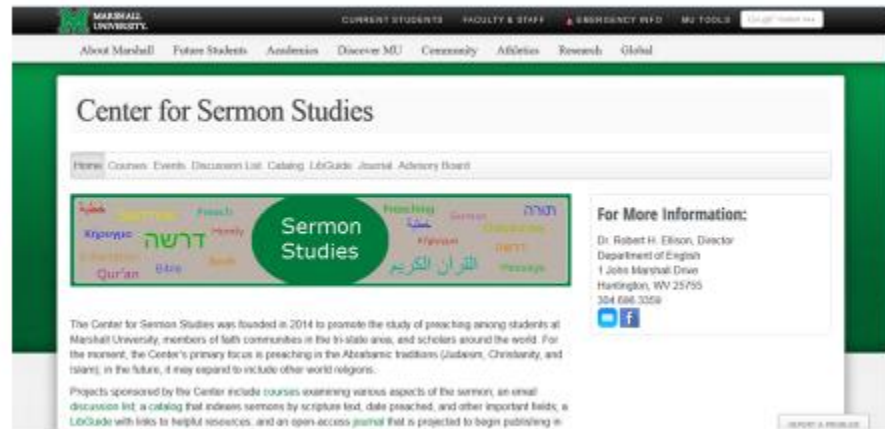 MARSHALL UNIVERSITY.
CURRENT STUDENTS FACULTY & STAFF EMERGENCY INFO MU TOOLS
About Marshall Future Students Academics Discover MU Community Athletics Research Global
Center for Sermon Studies
Home Courses Events Discussion List Catalog LibGuide Journal Advisory Board
Preach Preaching Sermon תורה
Κηρυγμα דרשה Homily
Sermon
Studies
Κηρυγμα דרשה
Qur'an Bible القرآن الكريم Message
For More Information:
Dr. Robert H. Ellison, Director
Department of English
1 John Marshall Drive
Huntington, WV 25755
304 696 3359
The Center for Sermon Studies was founded in 2014 to promote the study of preaching among students at
Marshall University, members of faith communities in the tri-state area, and scholars around the world. For
the moment, the Center's primary focus is preaching in the Abrahamic traditions (Judaism, Christianity, and
Islam); in the future, it may expand to include other world religions.
Projects sponsored by the Center include courses examining various aspects of the sermon; an email
discussion list; a catalog that indexes sermons by scripture text, date preached, and other important fields; a
LibGuide with links to helpful resources; and an open-access journal that is projected to begin publishing in
REPORT A PROBLEM